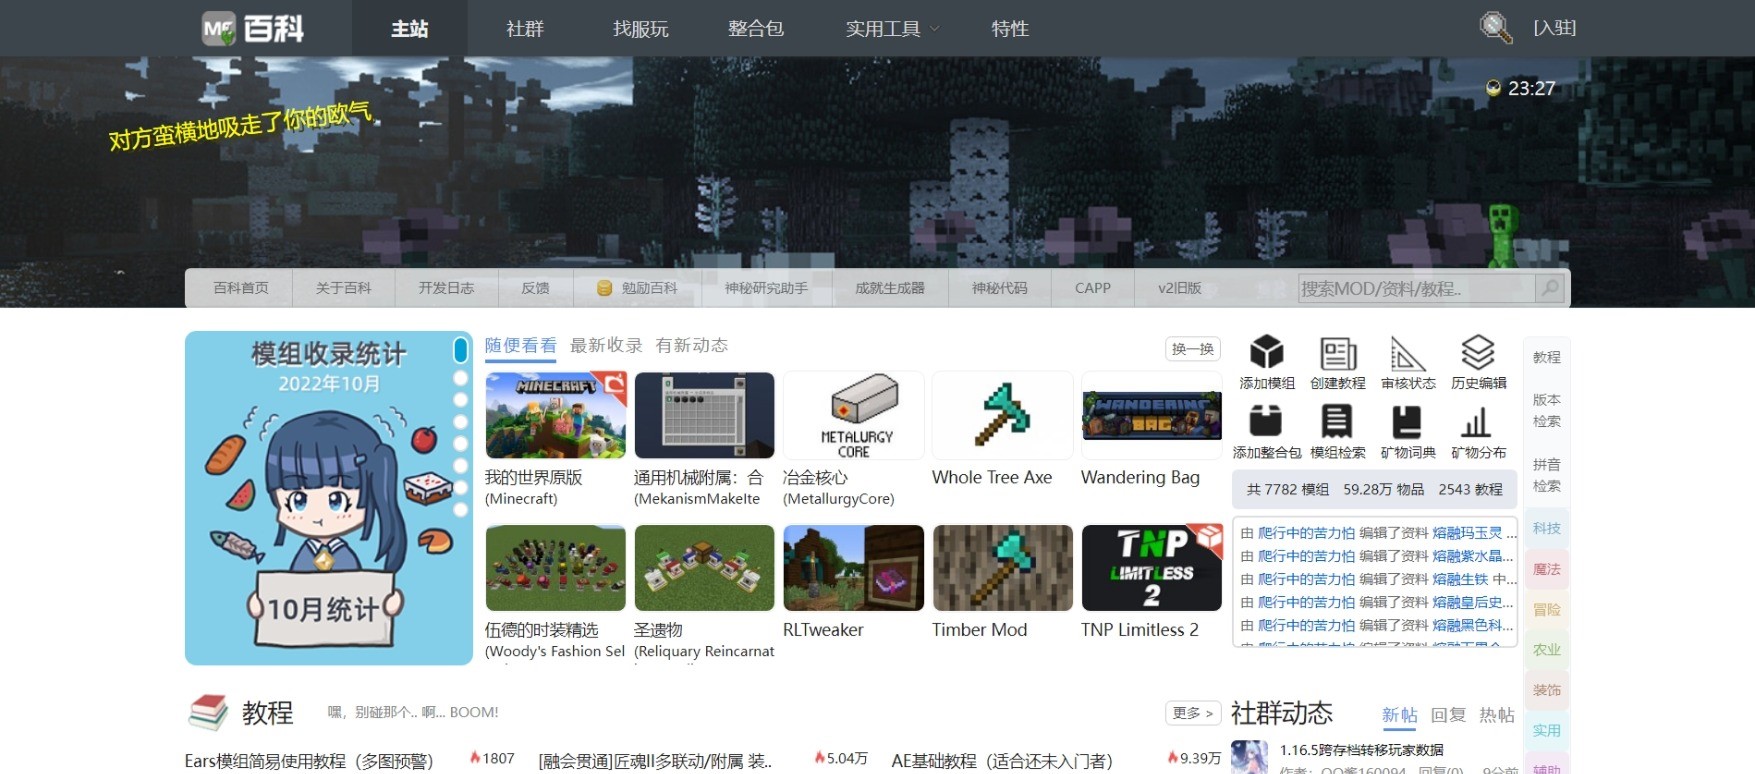 MC百科
主站
社群
找服玩
整合包
实用工具
特性
[入驻]
23:27
对方蛮横地吸走了你的欧气
百科首页
关于百科
开发日志
反馈
勉励百科
神秘研究助手
成就生成器
神秘代码
CAPP
v2旧版
搜索MOD/资料/教程..
模组收录统计
2022年10月
10月统计
随便看看 最新收录 有新动态
换一换
MINECRAFT
我的世界原版
(Minecraft)
通用机械附属：合
(MekanismMakeIte
METALURGY
CORE
冶金核心
(MetallurgyCore)
Whole Tree Axe
WANDERING
BAG
Wandering Bag
伍德的时装精选
(Woody's Fashion Sel
圣遗物
(Reliquary Reincarnat
RLTweaker
Timber Mod
TNP
LIMITLESS
2
TNP Limitless 2
添加模组
创建教程
审核状态
历史编辑
添加整合包
模组检索
矿物词典
矿物分布
共 7782 模组 59.28万 物品 2543 教程
由 爬行中的苦力怕 编辑了资料 熔融玛玉灵 ...
由 爬行中的苦力怕 编辑了资料 熔融紫水晶...
由 爬行中的苦力怕 编辑了资料 熔融生铁 中...
由 爬行中的苦力怕 编辑了资料 熔融皇后史...
由 爬行中的苦力怕 编辑了资料 熔融黑色科...
教程
版本
检索
拼音
检索
科技
魔法
冒险
农业
装饰
实用
辅助
教程
嘿，别碰那个.. 啊... BOOM!
更多 >
Ears模组简易使用教程（多图预警）
1807
[融会贯通]匠魂II多联动/附属 装..
5.04万
AE基础教程（适合还未入门者）
9.39万
社群动态
新帖 回复 热帖
1.16.5跨存档转移玩家数据